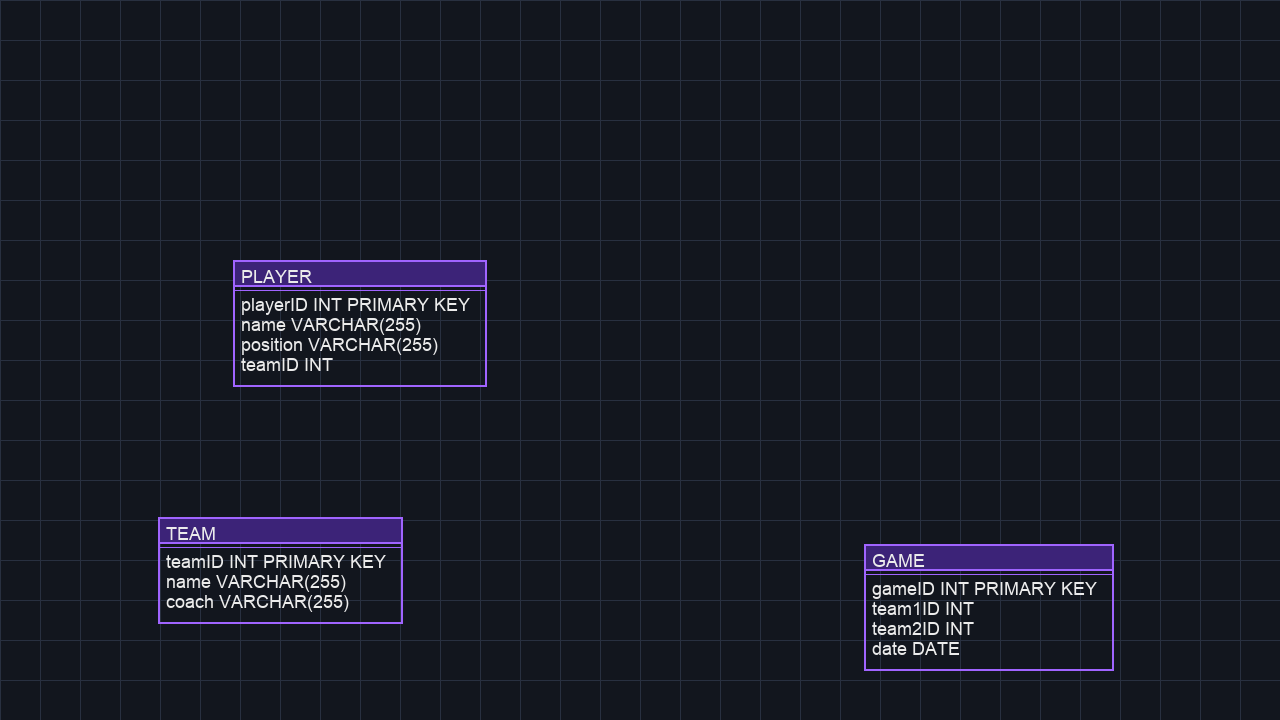 PLAYER
playerID INT PRIMARY KEY
name VARCHAR(255)
position VARCHAR(255)
teamID INT
TEAM
teamID INT PRIMARY KEY
name VARCHAR(255)
coach VARCHAR(255)
GAME
gameID INT PRIMARY KEY
team1ID INT
team2ID INT
date DATE